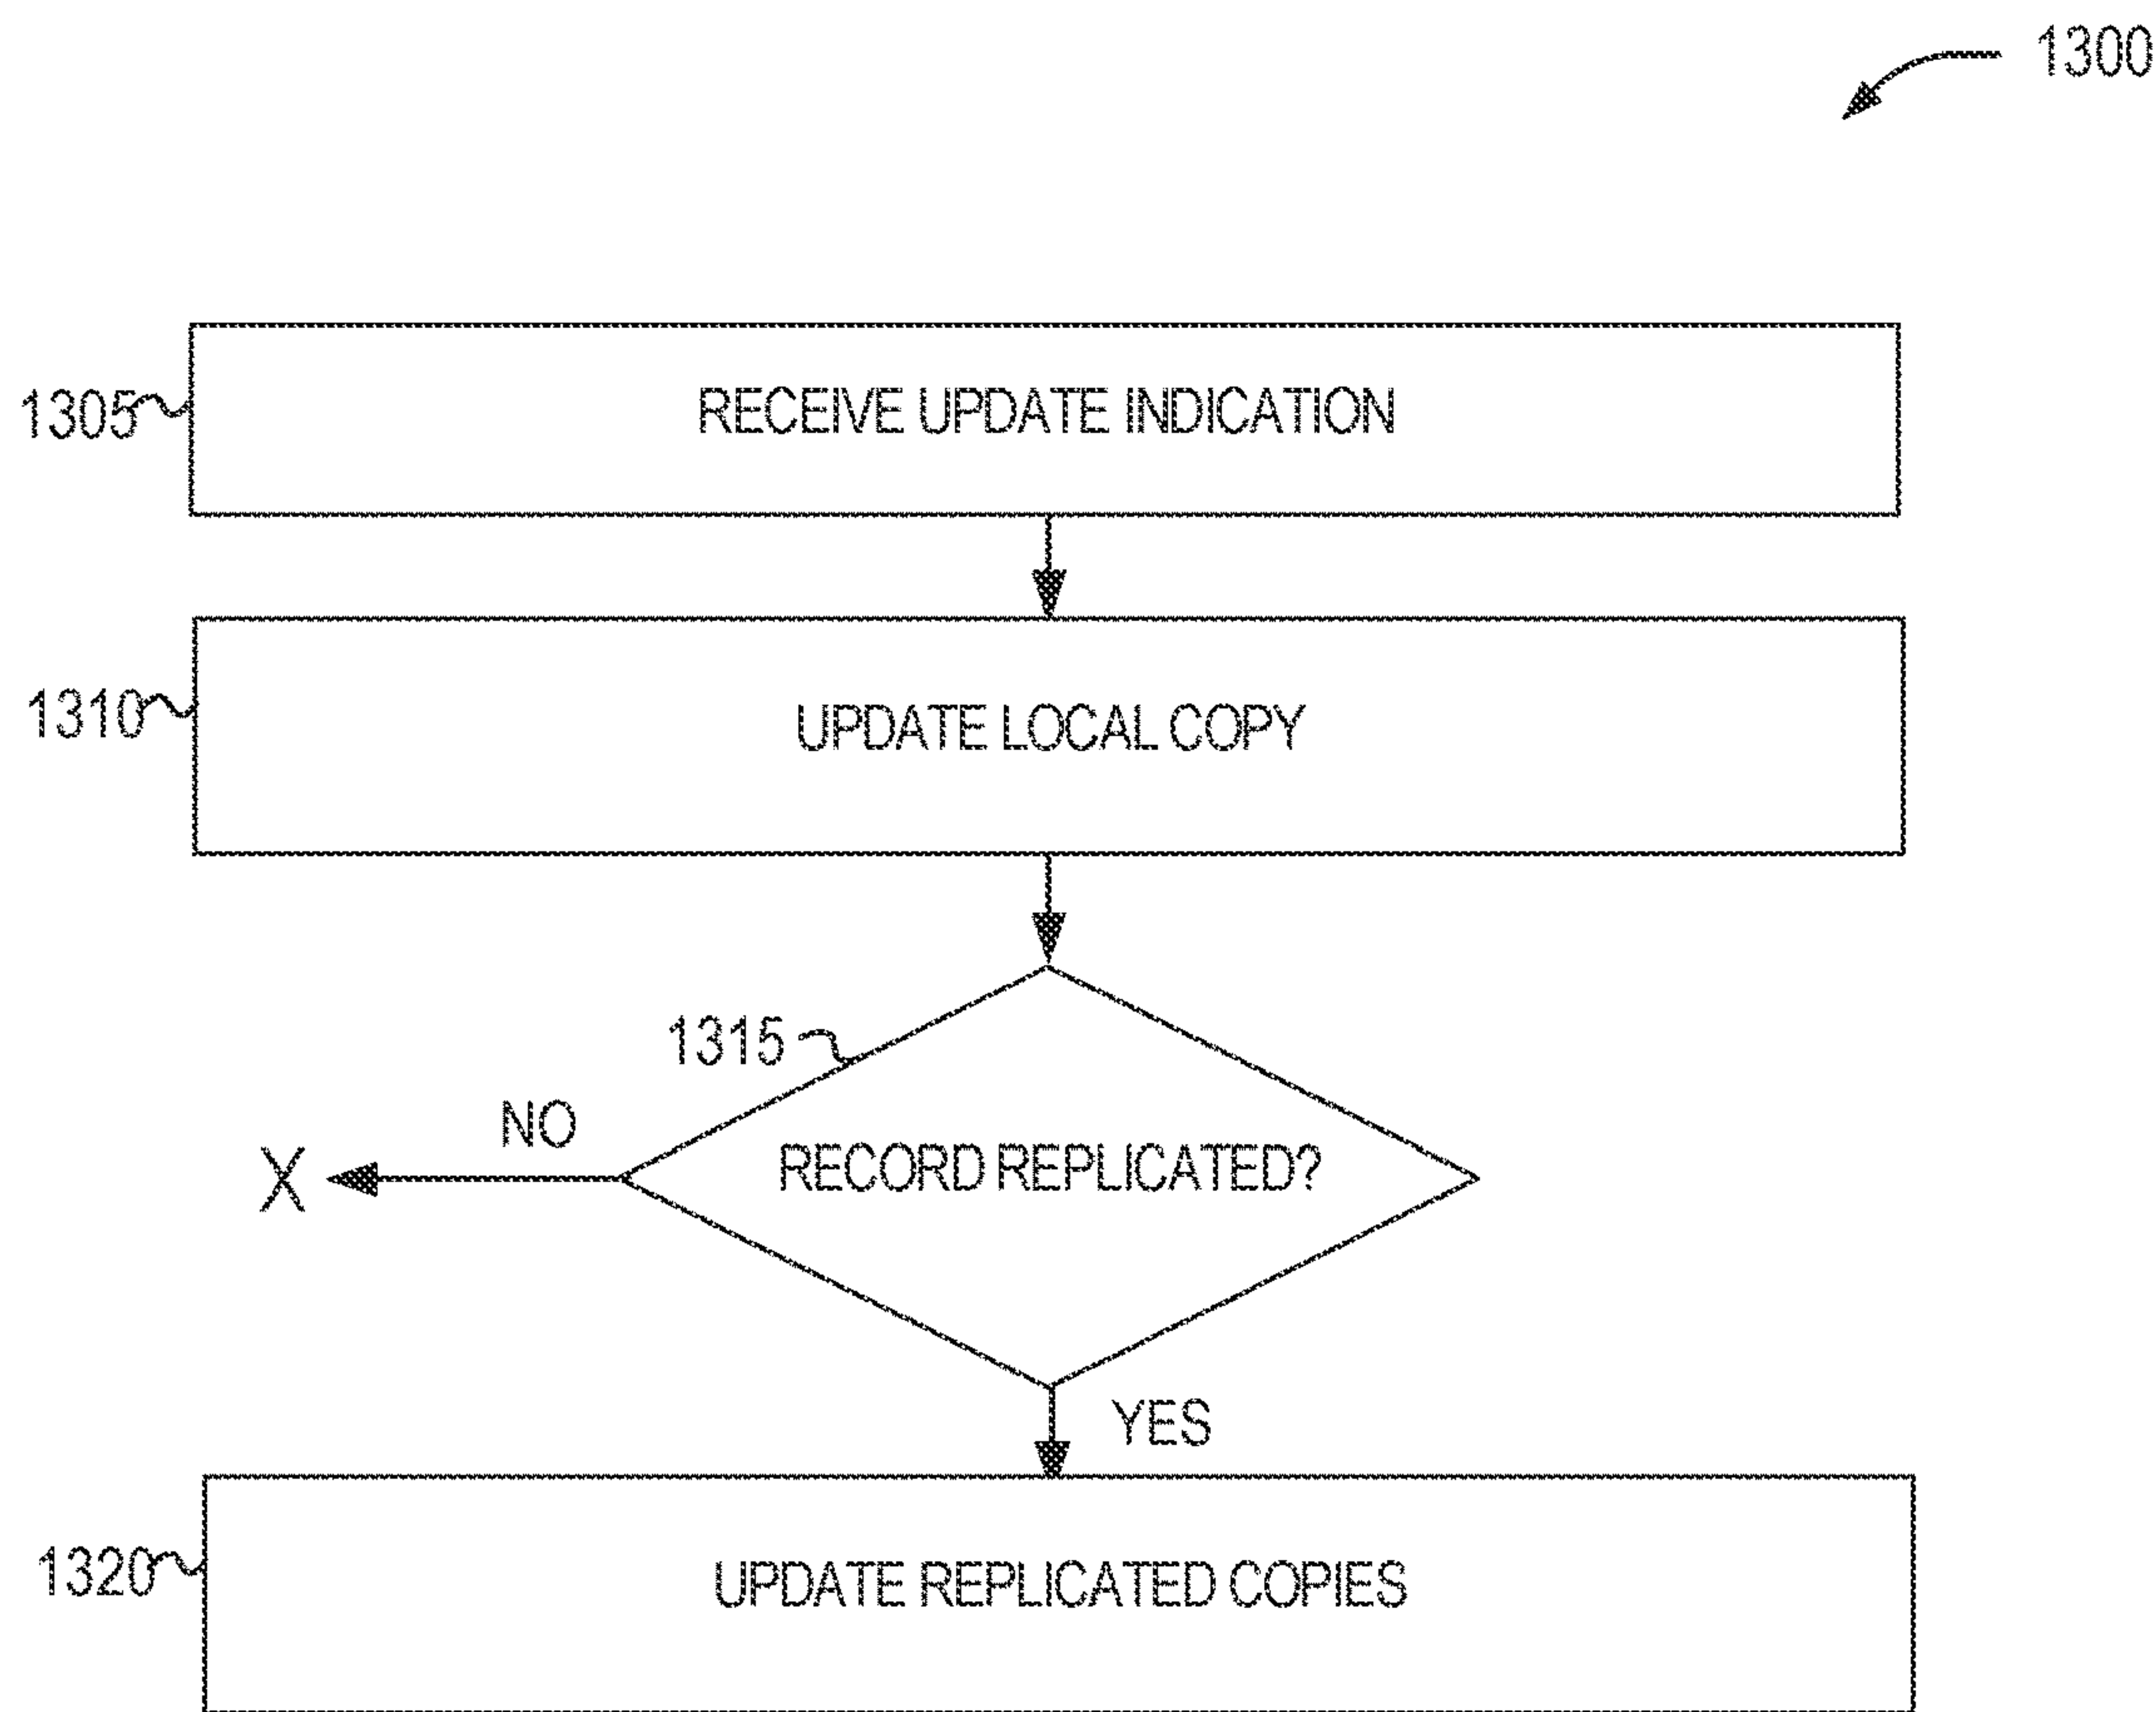 1300
1305
RECEIVE UPDATE INDICATION
1310
UPDATE LOCAL COPY
1315
NO
X
RECORD REPLICATED?
YES
1320
UPDATE REPLICATED COPIES